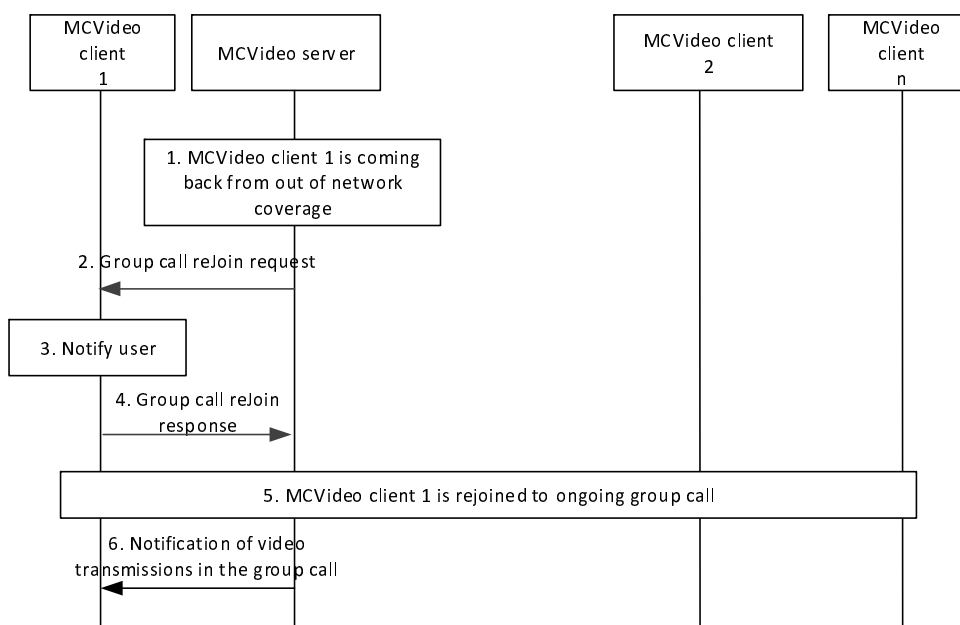 MCVideo
client
1
MCVideo server
MCVideo client
2
MCVideo
client
n
1. MCVideo client 1 is coming
back from out of network
coverage
2. Group call reJoin request
3. Notify user
4. Group call reJoin
response
5. MCVideo client 1 is rejoined to ongoing group call
6. Notification of video
transmissions in the group call